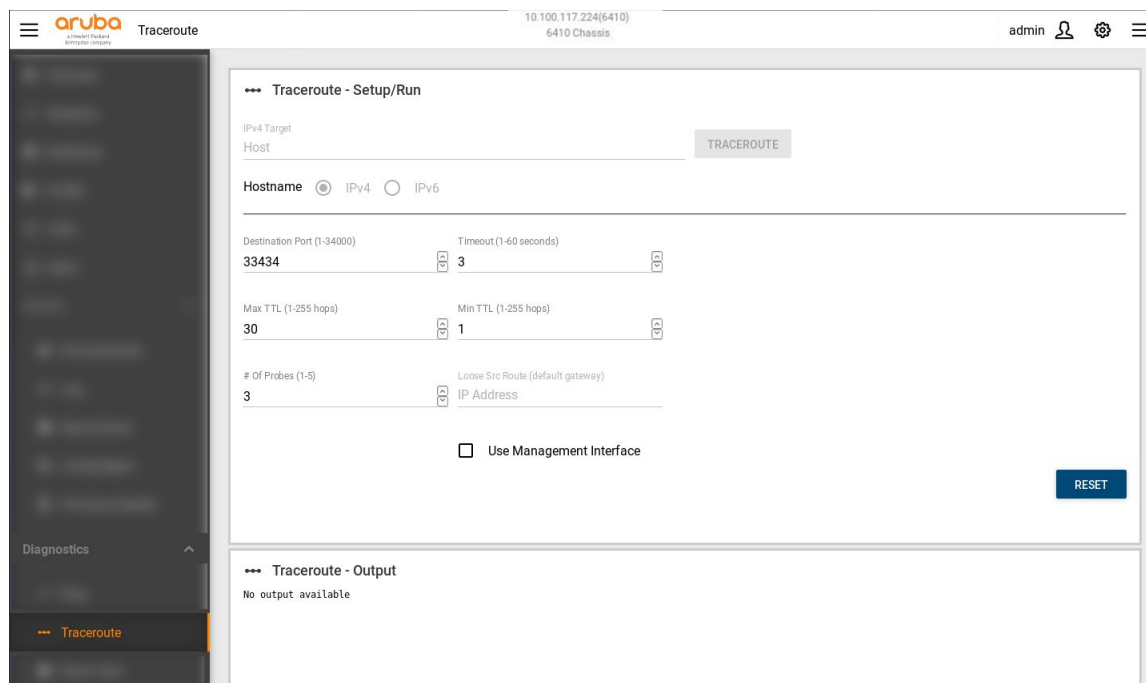 aruba
a Hewlett Packard
Enterprise company
Traceroute
10.100.117.224(6410)
6410 Chassis
admin
Traceroute - Setup/Run
IPv4 Target
Host
TRACEROUTE
Hostname
IPv4
IPv6
Destination Port (1-34000)
Timeout (1-60 seconds)
33434
3
Max TTL (1-255 hops)
Min TTL (1-255 hops)
30
1
# Of Probes (1-5)
Loose Src Route (default gateway)
3
IP Address
Use Management Interface
RESET
Diagnostics
Traceroute - Output
No output available
Traceroute